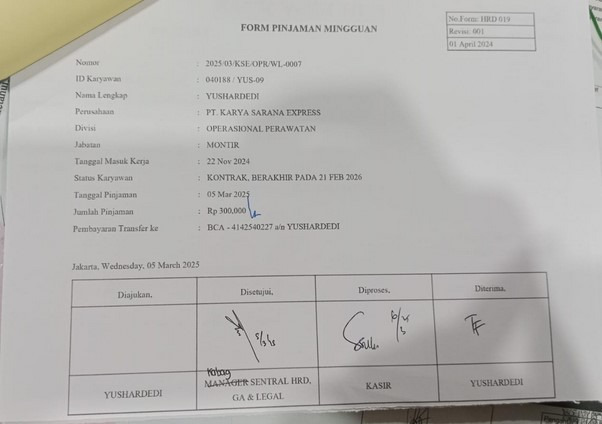 FORM PINJAMAN MINGGUAN
No.Form: HRD 019
Revisi. 001
01 April 2024
Nomor : 2025/03/KSE/OPR/WL-0007
ID Karyawan : 040188 / YUS-09
Nama Lengkap : YUSHARDEDI
Perusahaan : PT. KARYA SARANA EXPRESS
Divisi : OPERASIONAL PERAWATAN
Jabatan : MONTIR
Tanggal Masuk Kerja : 22 Nov 2024
Status Karyawan : KONTRAK, BERAKHIR PADA 21 FEB 2026
Tanggal Pinjaman : 05 Mar 2025
Jumlah Pinjaman : Rp 300,000
Pembayaran Transfer ke : BCA - 4142540227 a/n YUSHARDEDI
Jakarta, Wednesday, 05 March 2025
Diajukan, Disetujui, Diproses, Diterima,
TF
Kabag
YUSHARDEDI MANAGER SENTRAL HRD, KASIR YUSHARDEDI
GA & LEGAL